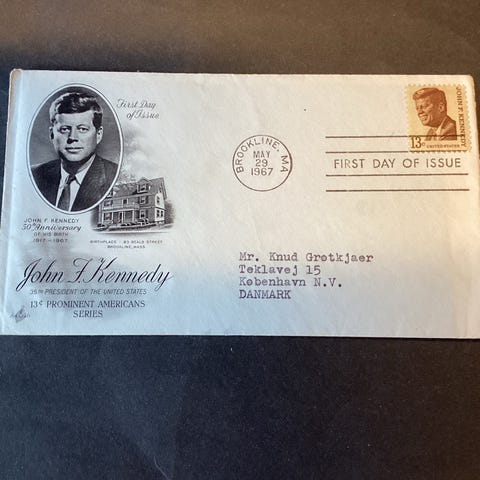 First Day
of Issue
JOHN F. KENNEDY
50th Anniversary
OF HIS BIRTH
1917-1967
BIRTHPLACE - 83 BEALS STREET
BROOKLINE, MASS
John F. Kennedy
35TH PRESIDENT OF THE UNITED STATES
13¢ PROMINENT AMERICANS
SERIES
BROOKLINE, MA
MAY
29
1967
FIRST DAY OF ISSUE
JOHN F. KENNEDY
13¢
UNITED STATES
Mr. Knud Grøtkjaer
Teklavej 15
København N.V.
DANMARK